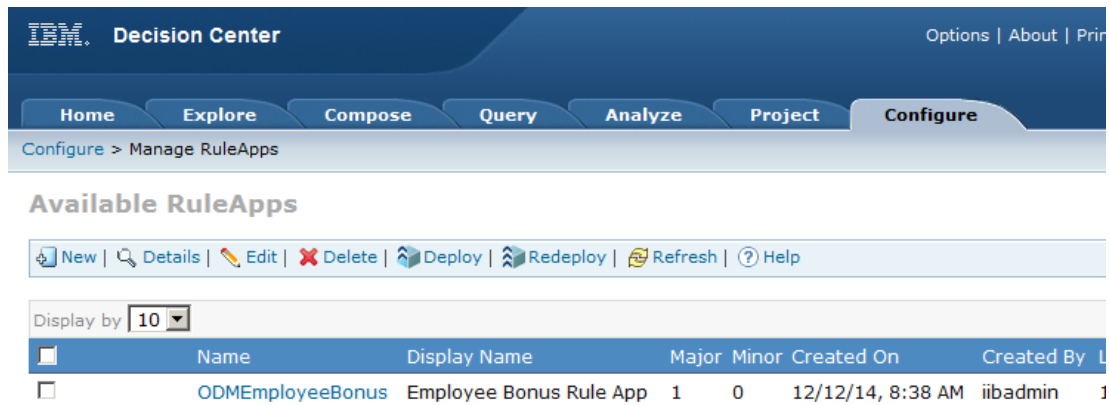 IBM. Decision Center Options | About |
Home Explore Compose Query Analyze Project Configure
Configure > Manage RuleApps
Available RuleApps
New | Details | Edit | Delete | Deploy | Redeploy | Refresh | ? Help
Display by 10
Name Display Name Major Minor Created On Created By
ODMEmployeeBonus Employee Bonus Rule App 1 0 12/12/14, 8:38 AM iibadmin